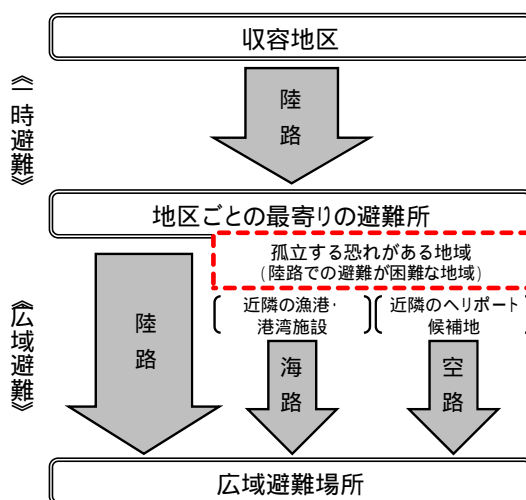 収容地区
《一時避難》
陸路
地区ごとの最寄りの避難所
孤立する恐れがある地域
(陸路での避難が困難な地域)
《広域避難》
陸路
近隣の漁港・
港湾施設
近隣のヘリポート
候補地
海路
空路
広域避難場所